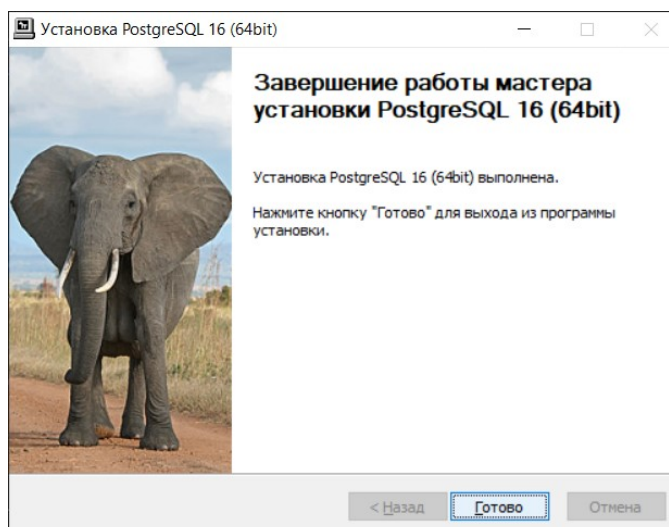 Установка PostgreSQL 16 (64bit)
Завершение работы мастера
установки PostgreSQL 16 (64bit)
Установка PostgreSQL 16 (64bit) выполнена.
Нажмите кнопку "Готово" для выхода из программы
установки.
< Назад
Готово
Отмена